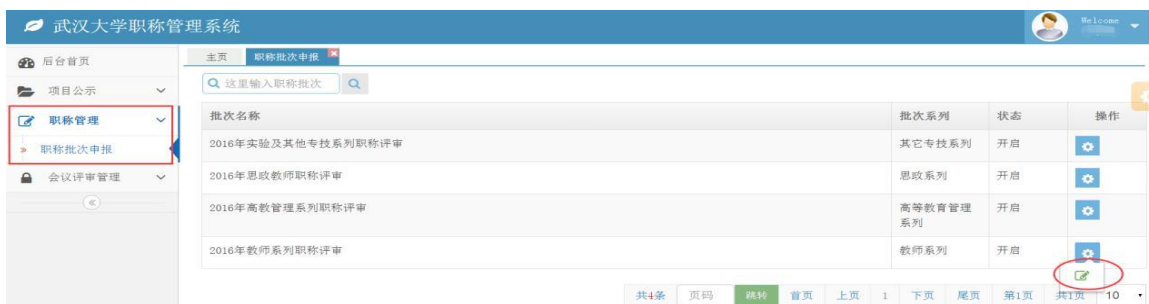 武汉大学职称管理系统
Welcome
后台首页
项目公示
职称管理
职称批次申报
会议评审管理
主页 职称批次申报
这里输入职称批次
批次名称 批次系列 状态 操作
2016年实验及其他专技系列职称评审 其它专技系列 开启
2016年思政教师职称评审 思政系列 开启
2016年高教管理系列职称评审 高等教育管理系列 开启
2016年教师系列职称评审 教师系列 开启
共4条 页码 跳转 首页 上页 1 下页 尾页 第1页 共1页 10